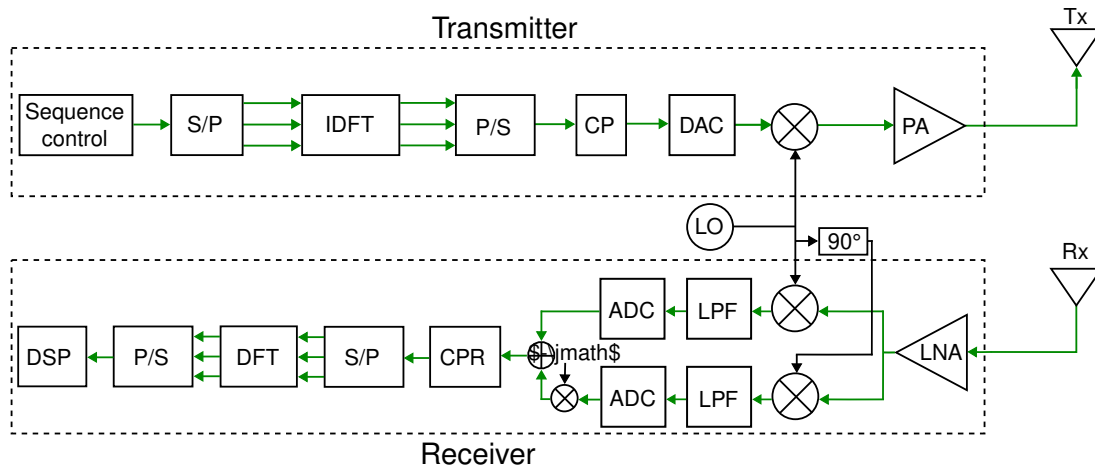 Transmitter
Tx
Sequence
control
S/P
IDFT
P/S
CP
DAC
PA
LO
90°
Rx
ADC
LPF
DSP
P/S
DFT
S/P
CPR
$-\jmath$
LNA
ADC
LPF
Receiver